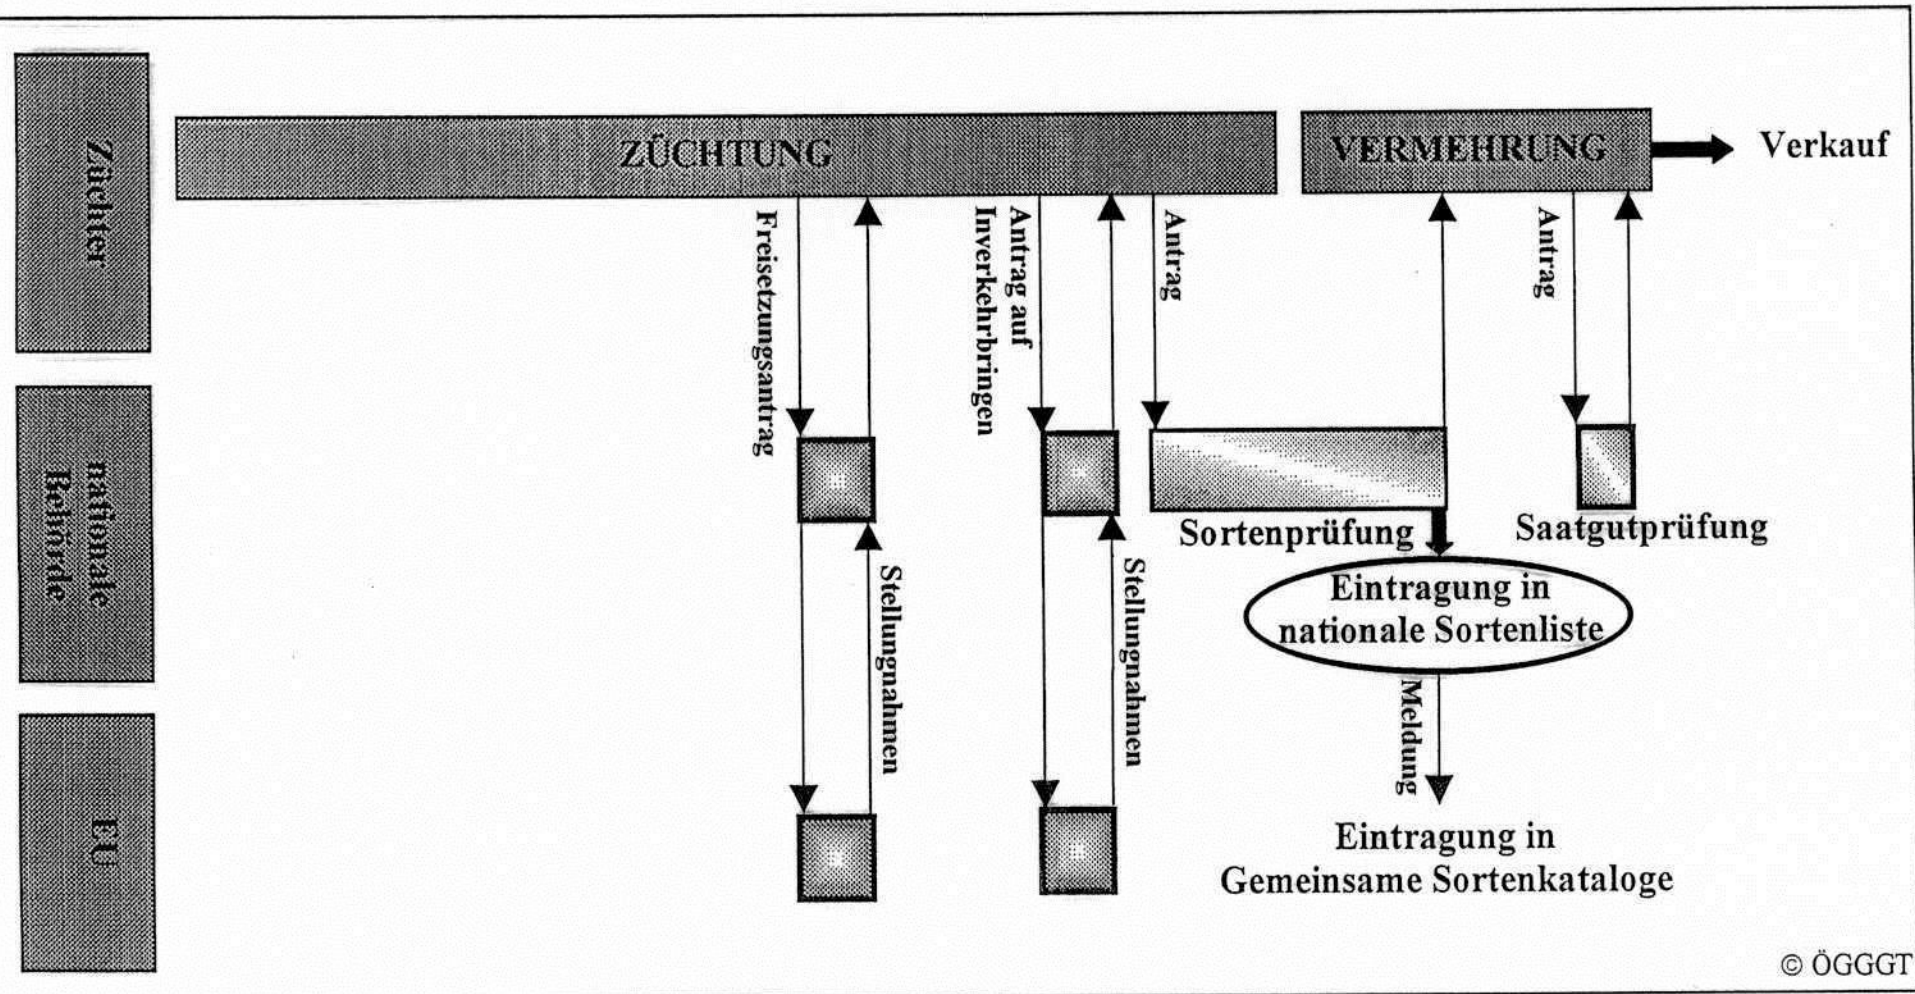 Züchter
ZÜCHTUNG
VERMEHRUNG
Verkauf
Freisetzungsantrag
Antrag auf
Inverkehrbringen
Antrag
Antrag
nationale
Behörde
Sortenprüfung
Saatgutprüfung
Stellungnahmen
Stellungnahmen
Eintragung in
nationale Sortenliste
Meldung
EU
Eintragung in
Gemeinsame Sortenkataloge
© ÖGGGT